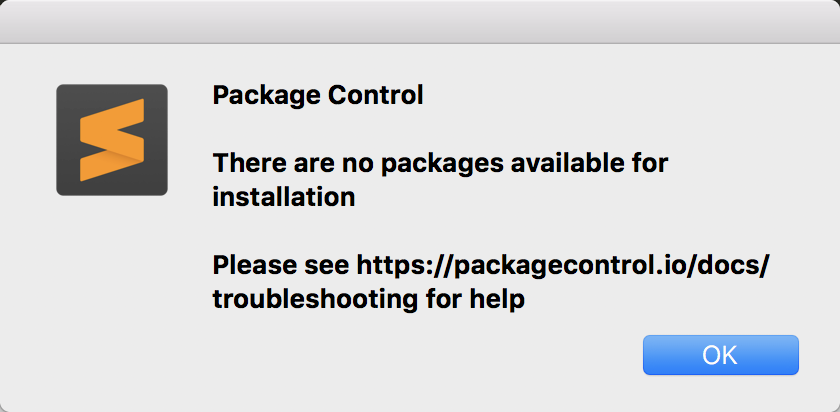 Package Control
There are no packages available for
installation
Please see https://packagecontrol.io/docs/
troubleshooting for help
OK